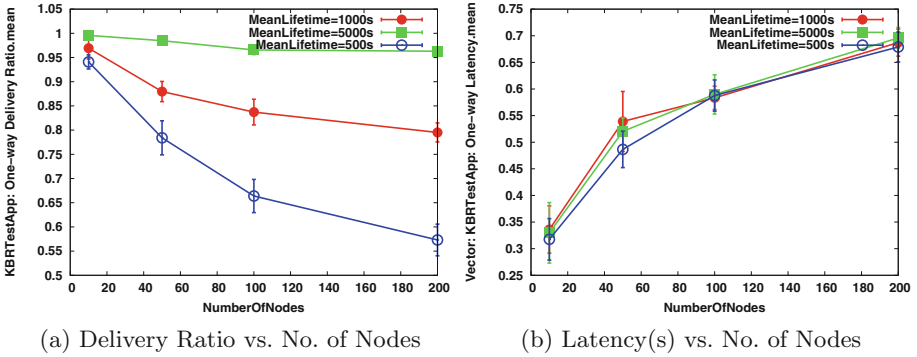 KBRTestApp: One-way Delivery Ratio.mean
1.05
1
0.95
0.9
0.85
0.8
0.75
0.7
0.65
0.6
0.55
0.5
0 20 40 60 80 100 120 140 160 180 200
NumberOfNodes
MeanLifetime=1000s
MeanLifetime=5000s
MeanLifetime=500s
(a) Delivery Ratio vs. No. of Nodes
Vector: KBRTestApp: One-way Latency.mean
0.75
0.7
0.65
0.6
0.55
0.5
0.45
0.4
0.35
0.3
0.25
0 20 40 60 80 100 120 140 160 180 200
NumberOfNodes
MeanLifetime=1000s
MeanLifetime=5000s
MeanLifetime=500s
(b) Latency(s) vs. No. of Nodes